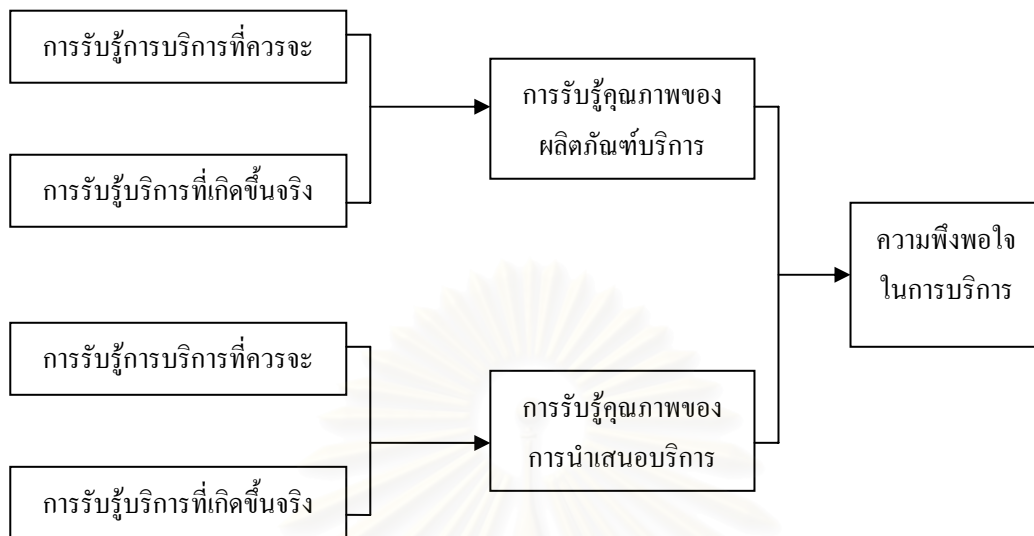 การรับรู้การบริการที่ควรจะ
การรับรู้บริการที่เกิดขึ้นจริง
การรับรู้คุณภาพของ
ผลิตภัณฑ์บริการ
ความพึงพอใจ
ในการบริการ
การรับรู้การบริการที่ควรจะ
การรับรู้บริการที่เกิดขึ้นจริง
การรับรู้คุณภาพของ
การนำเสนอบริการ